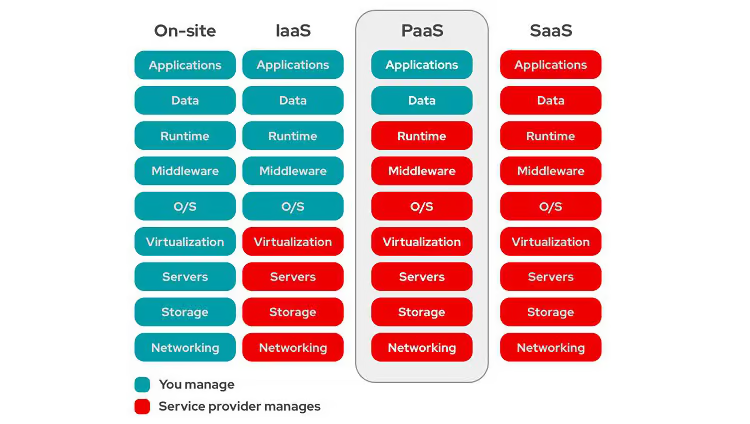 On-site IaaS PaaS SaaS
Applications Applications Applications Applications
Data Data Data Data
Runtime Runtime Runtime Runtime
Middleware Middleware Middleware Middleware
O/S O/S O/S O/S
Virtualization Virtualization Virtualization Virtualization
Servers Servers Servers Servers
Storage Storage Storage Storage
Networking Networking Networking Networking
You manage
Service provider manages